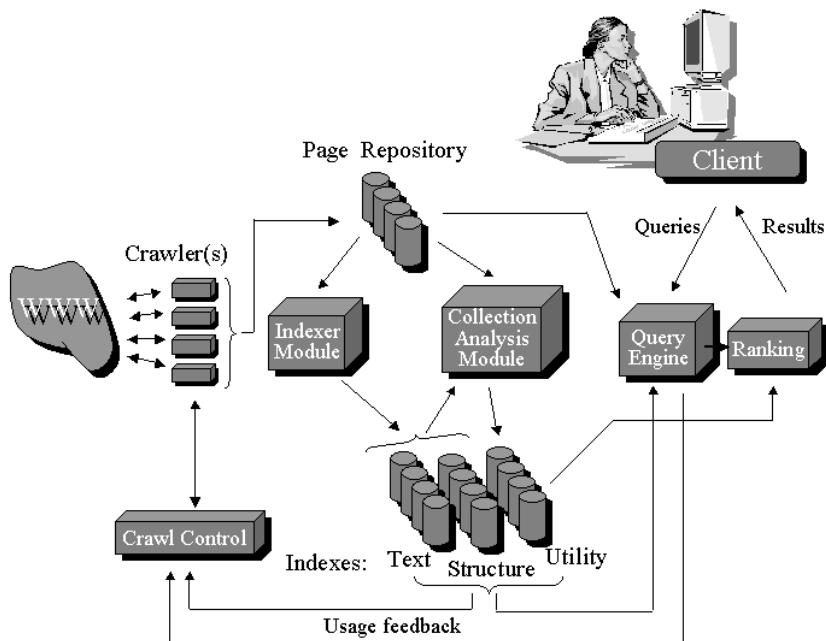 Page Repository
Client
Queries
Results
Crawler(s)
WWW
Indexer
Module
Collection
Analysis
Module
Query
Engine
Ranking
Crawl Control
Indexes:
Text
Structure
Utility
Usage feedback